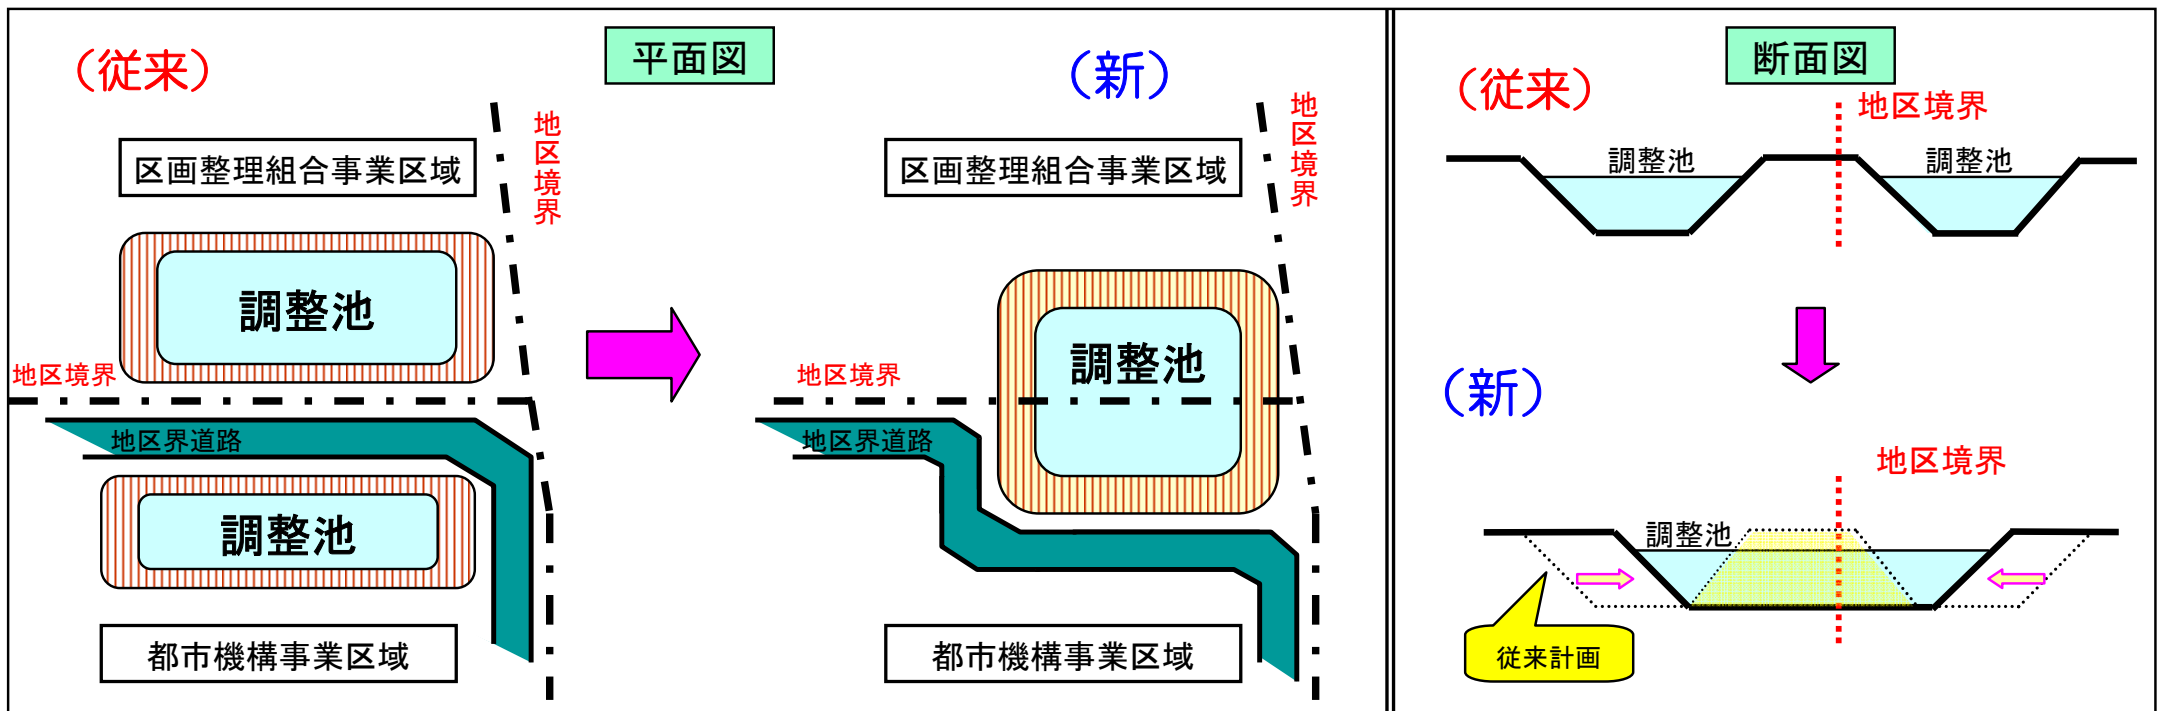 平面図
（従来）
地区境界
区画整理組合事業区域
調整池
地区境界
地区界道路
調整池
都市機構事業区域
（新）
地区境界
区画整理組合事業区域
調整池
地区境界
地区界道路
都市機構事業区域
断面図
（従来）
地区境界
調整池
調整池
（新）
地区境界
調整池
従来計画